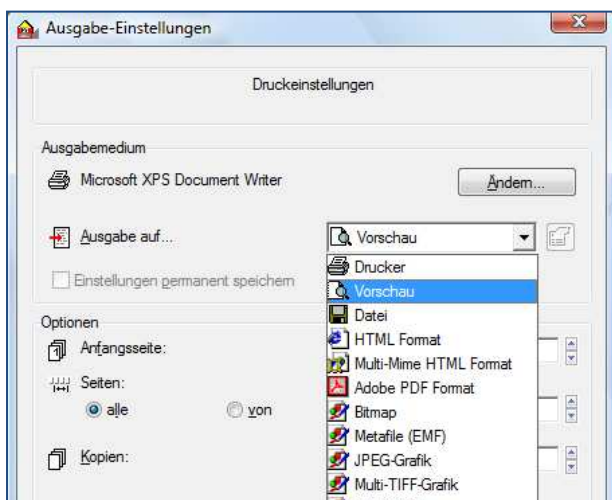 Ausgabe-Einstellungen
Druckeinstellungen
Ausgabemedium
Microsoft XPS Document Writer
Ändern...
Ausgabe auf...
Vorschau
Drucker
Einstellungen permanent speichern
Vorschau
Datei
Optionen
HTML Format
Anfangsseite:
Multi-Mime HTML Format
Seiten:
Adobe PDF Format
alle
von
Bitmap
Metafile (EMF)
Kopien:
JPEG-Grafik
Multi-TIFF-Grafik